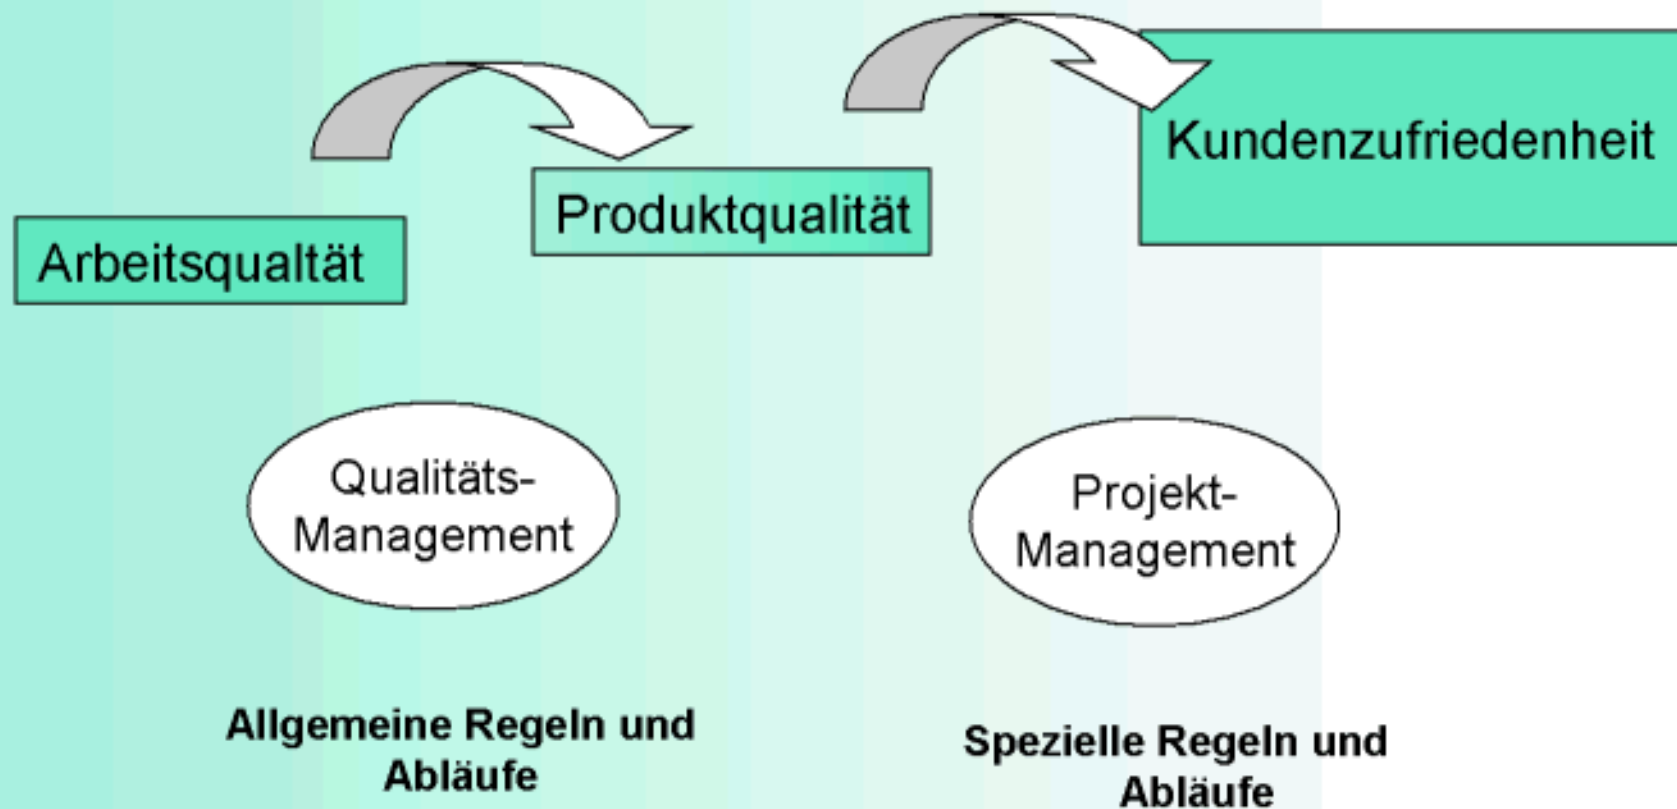 Kundenzufriedenheit
Produktqualität
Arbeitsqualtät
Qualitäts-
Management
Projekt-
Management
Allgemeine Regeln und
Abläufe
Spezielle Regeln und
Abläufe